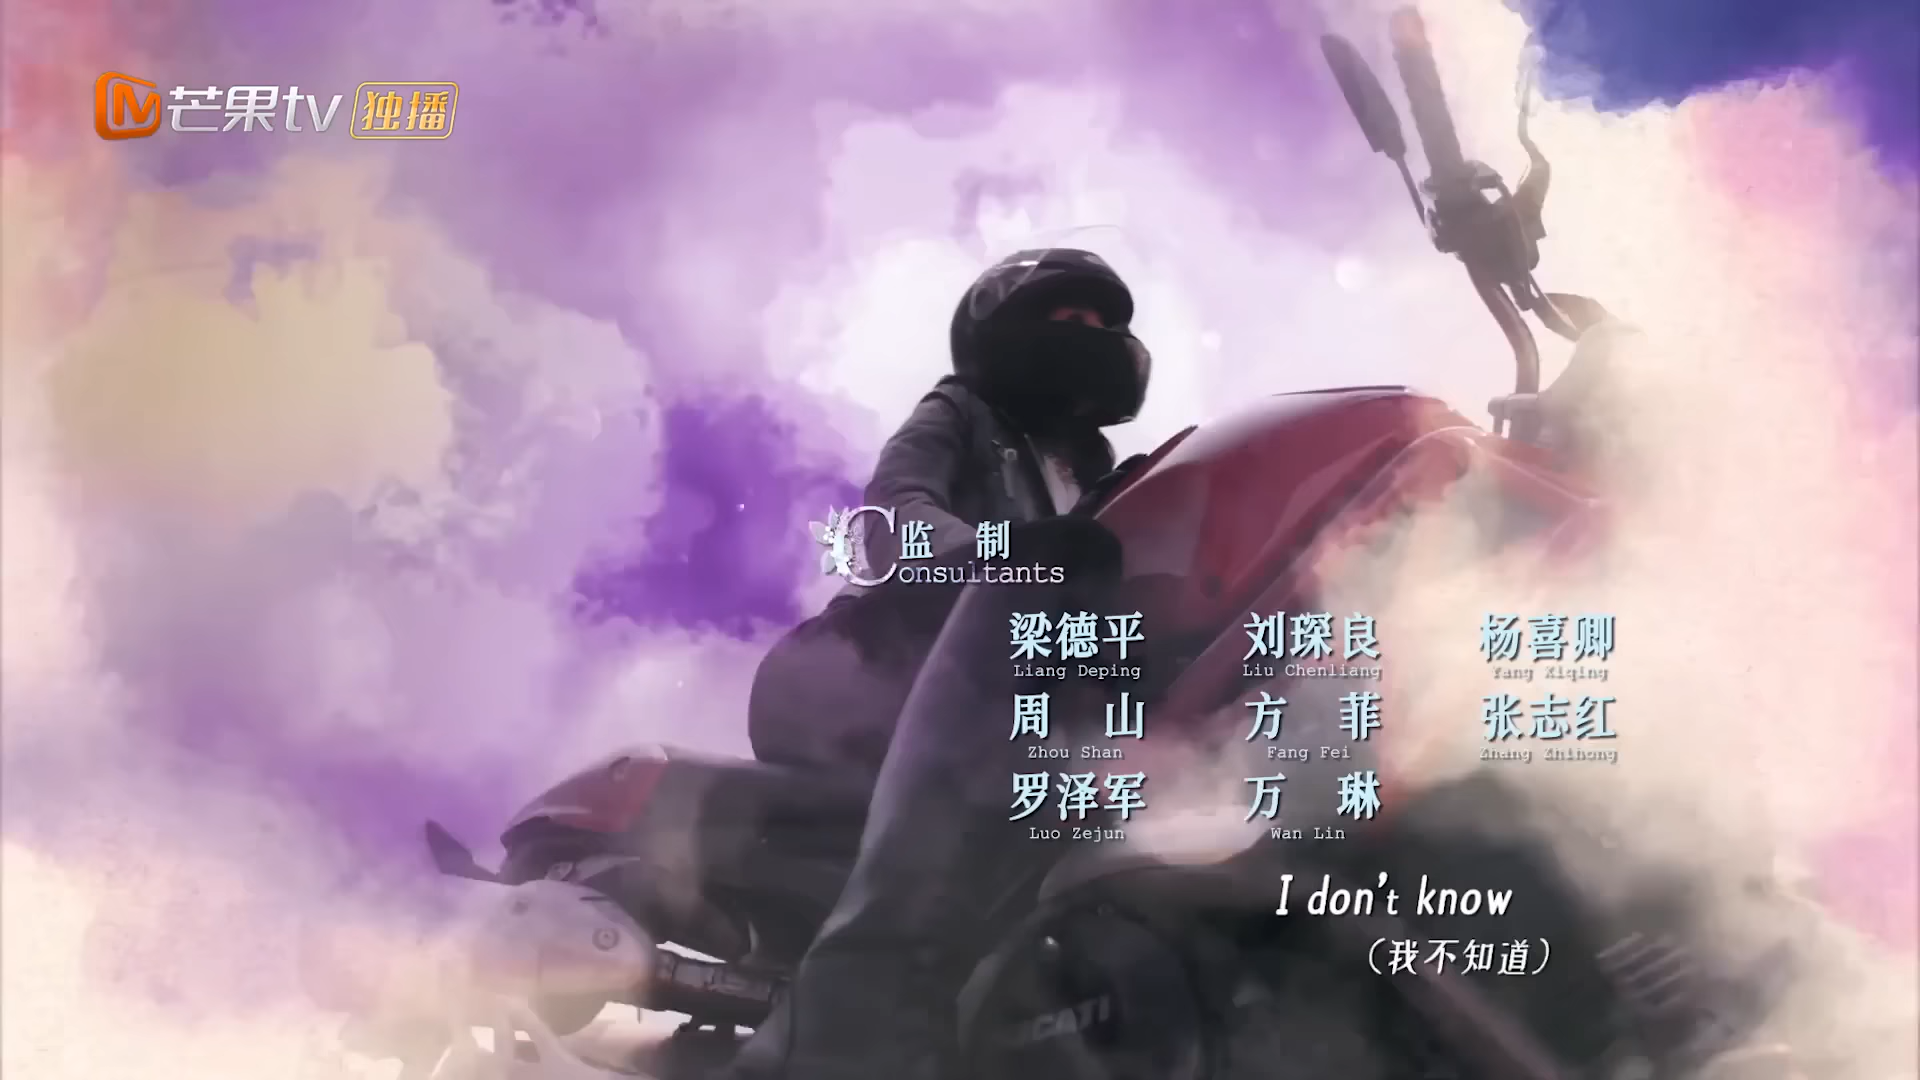 芒果tv 独播
监 制
Consultants
梁德平 刘琛良 杨喜卿
Liang Deping Liu Chenliang Yang Xiqing
周 山 方 菲 张志红
Zhou Shan Fang Fei Zhang Zhihong
罗泽军 万 琳
Luo Zejun Wan Lin
I don't know
（我不知道）
CATI